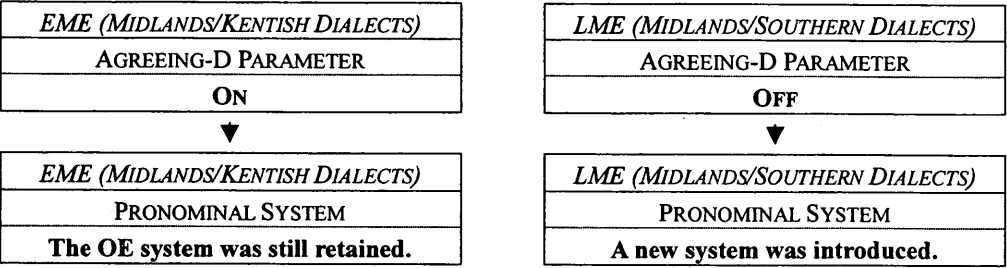 EME (MIDLANDS/KENTISH DIALECTS)
AGREEING-D PARAMETER
ON
EME (MIDLANDS/KENTISH DIALECTS)
PRONOMINAL SYSTEM
The OE system was still retained.
LME (MIDLANDS/SOUTHERN DIALECTS)
AGREEING-D PARAMETER
OFF
LME (MIDLANDS/SOUTHERN DIALECTS)
PRONOMINAL SYSTEM
A new system was introduced.